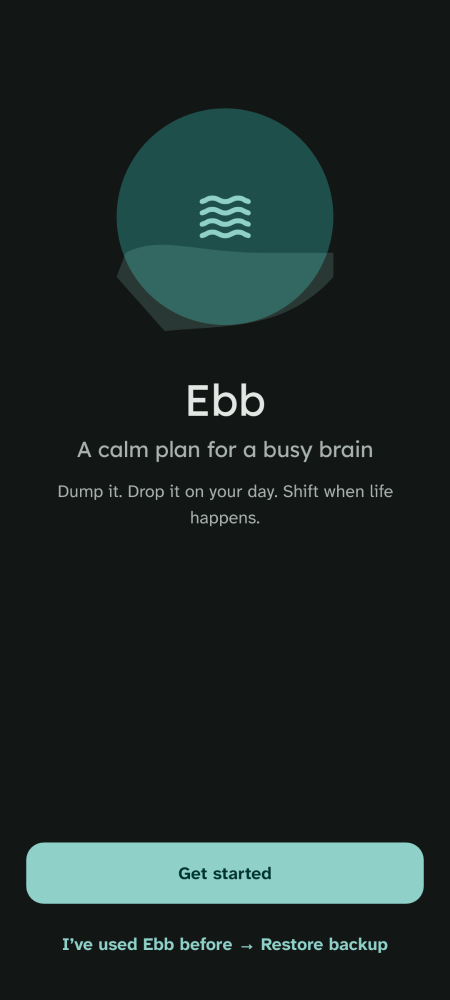 Ebb
A calm plan for a busy brain
Dump it. Drop it on your day. Shift when life
happens.
Get started
I’ve used Ebb before → Restore backup